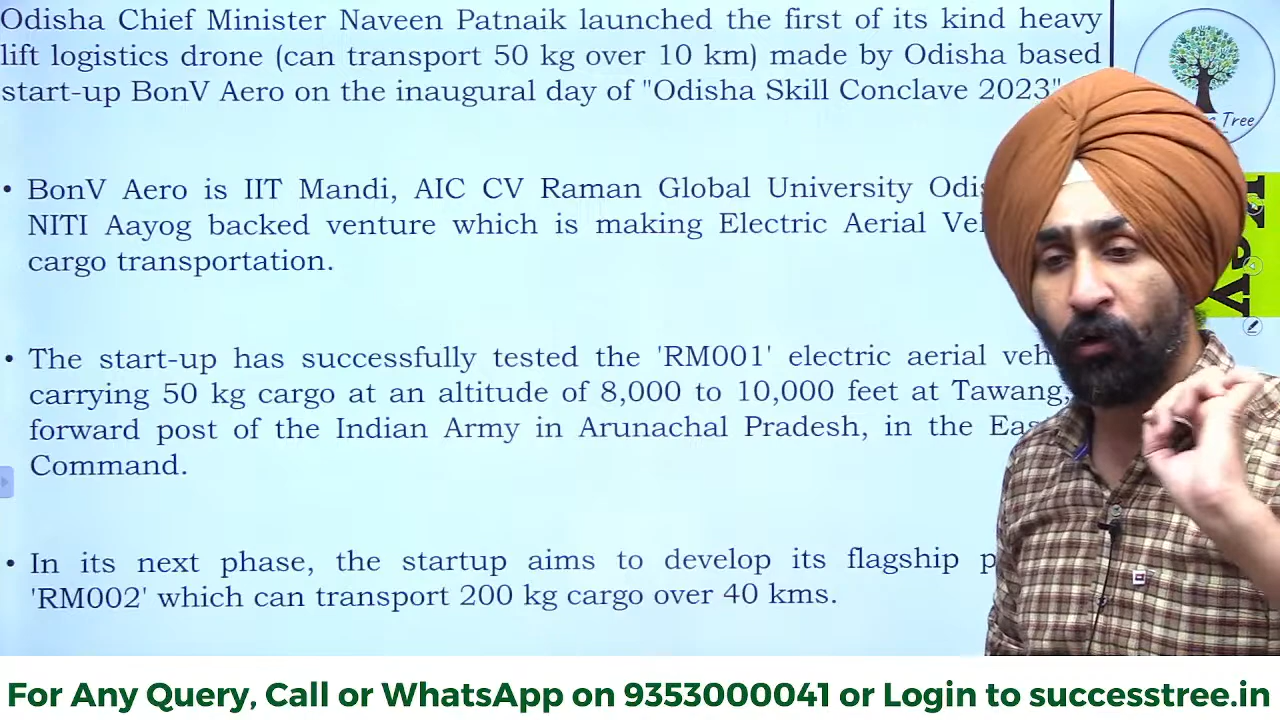 Odisha Chief Minister Naveen Patnaik launched the first of its kind heavy
lift logistics drone (can transport 50 kg over 10 km) made by Odisha based
start-up BonV Aero on the inaugural day of "Odisha Skill Conclave 2023"
Tree
• BonV Aero is IIT Mandi, AIC CV Raman Global University
NITI Aayog backed venture which is making Electric Aerial
cargo transportation.
Key
• The start-up has successfully tested the 'RM001' electric aerial
carrying 50 kg cargo at an altitude of 8,000 to 10,000 feet at Tawang,
forward post of the Indian Army in Arunachal Pradesh, in the
Command.
• In its next phase, the startup aims to develop its flagship
'RM002' which can transport 200 kg cargo over 40 kms.
For Any Query, Call or WhatsApp on 9353000041 or Login to successtree.in